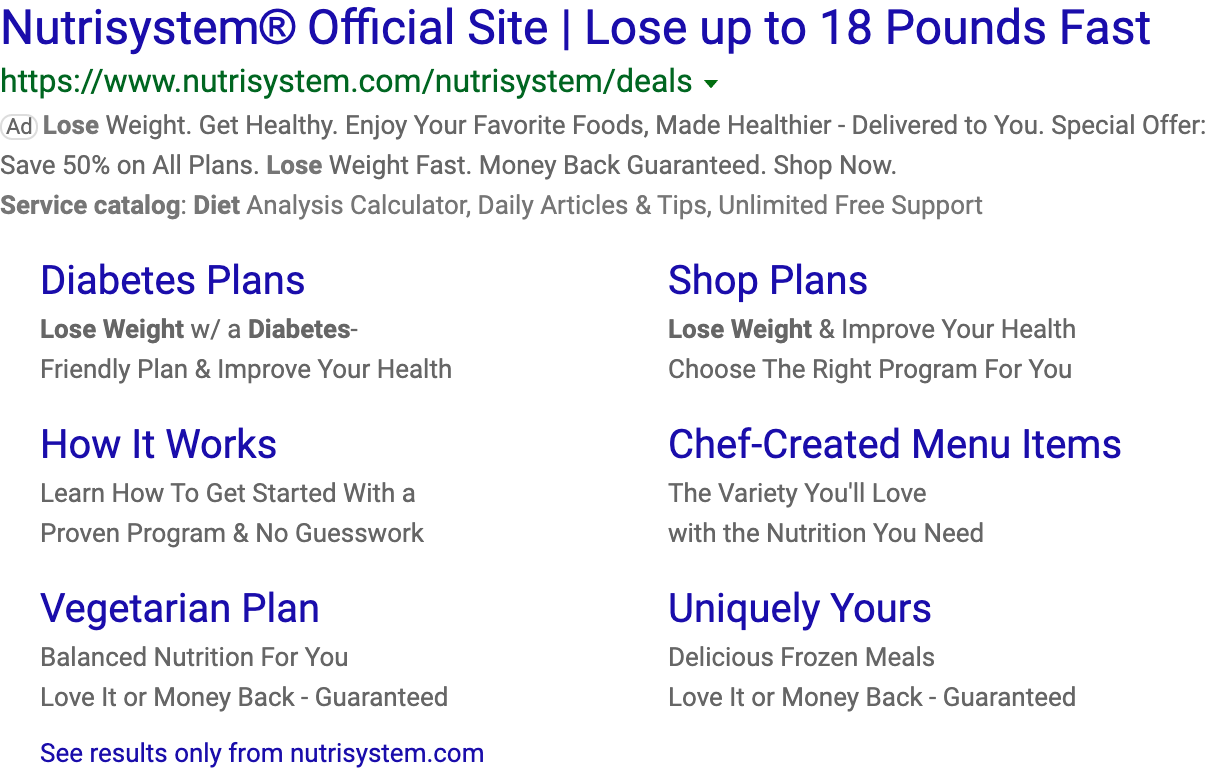 Nutrisystem® Official Site | Lose up to 18 Pounds Fast
https://www.nutrisystem.com/nutrisystem/deals
Ad Lose Weight. Get Healthy. Enjoy Your Favorite Foods, Made Healthier - Delivered to You. Special Offer:
Save 50% on All Plans. Lose Weight Fast. Money Back Guaranteed. Shop Now.
Service catalog: Diet Analysis Calculator, Daily Articles & Tips, Unlimited Free Support
Diabetes Plans
Lose Weight w/ a Diabetes-
Friendly Plan & Improve Your Health
Shop Plans
Lose Weight & Improve Your Health
Choose The Right Program For You
How It Works
Learn How To Get Started With a
Proven Program & No Guesswork
Chef-Created Menu Items
The Variety You'll Love
with the Nutrition You Need
Vegetarian Plan
Balanced Nutrition For You
Love It or Money Back - Guaranteed
Uniquely Yours
Delicious Frozen Meals
Love It or Money Back - Guaranteed
See results only from nutrisystem.com